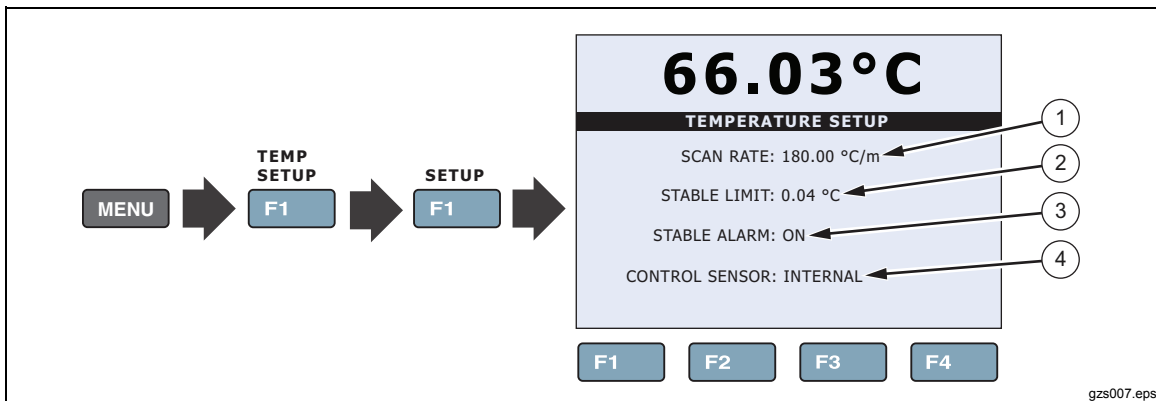 66.03°C
TEMPERATURE SETUP
SCAN RATE: 180.00 °C/m
STABLE LIMIT: 0.04 °C
STABLE ALARM: ON
CONTROL SENSOR: INTERNAL
1
2
3
4
MENU
TEMP
SETUP
F1
SETUP
F1
F1
F2
F3
F4
gzs007.eps